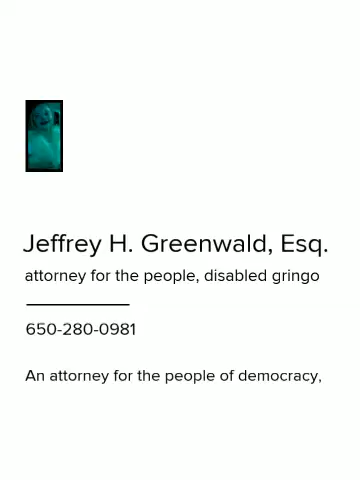 Jeffrey H. Greenwald, Esq.
attorney for the people, disabled gringo
650-280-0981
An attorney for the people of democracy,